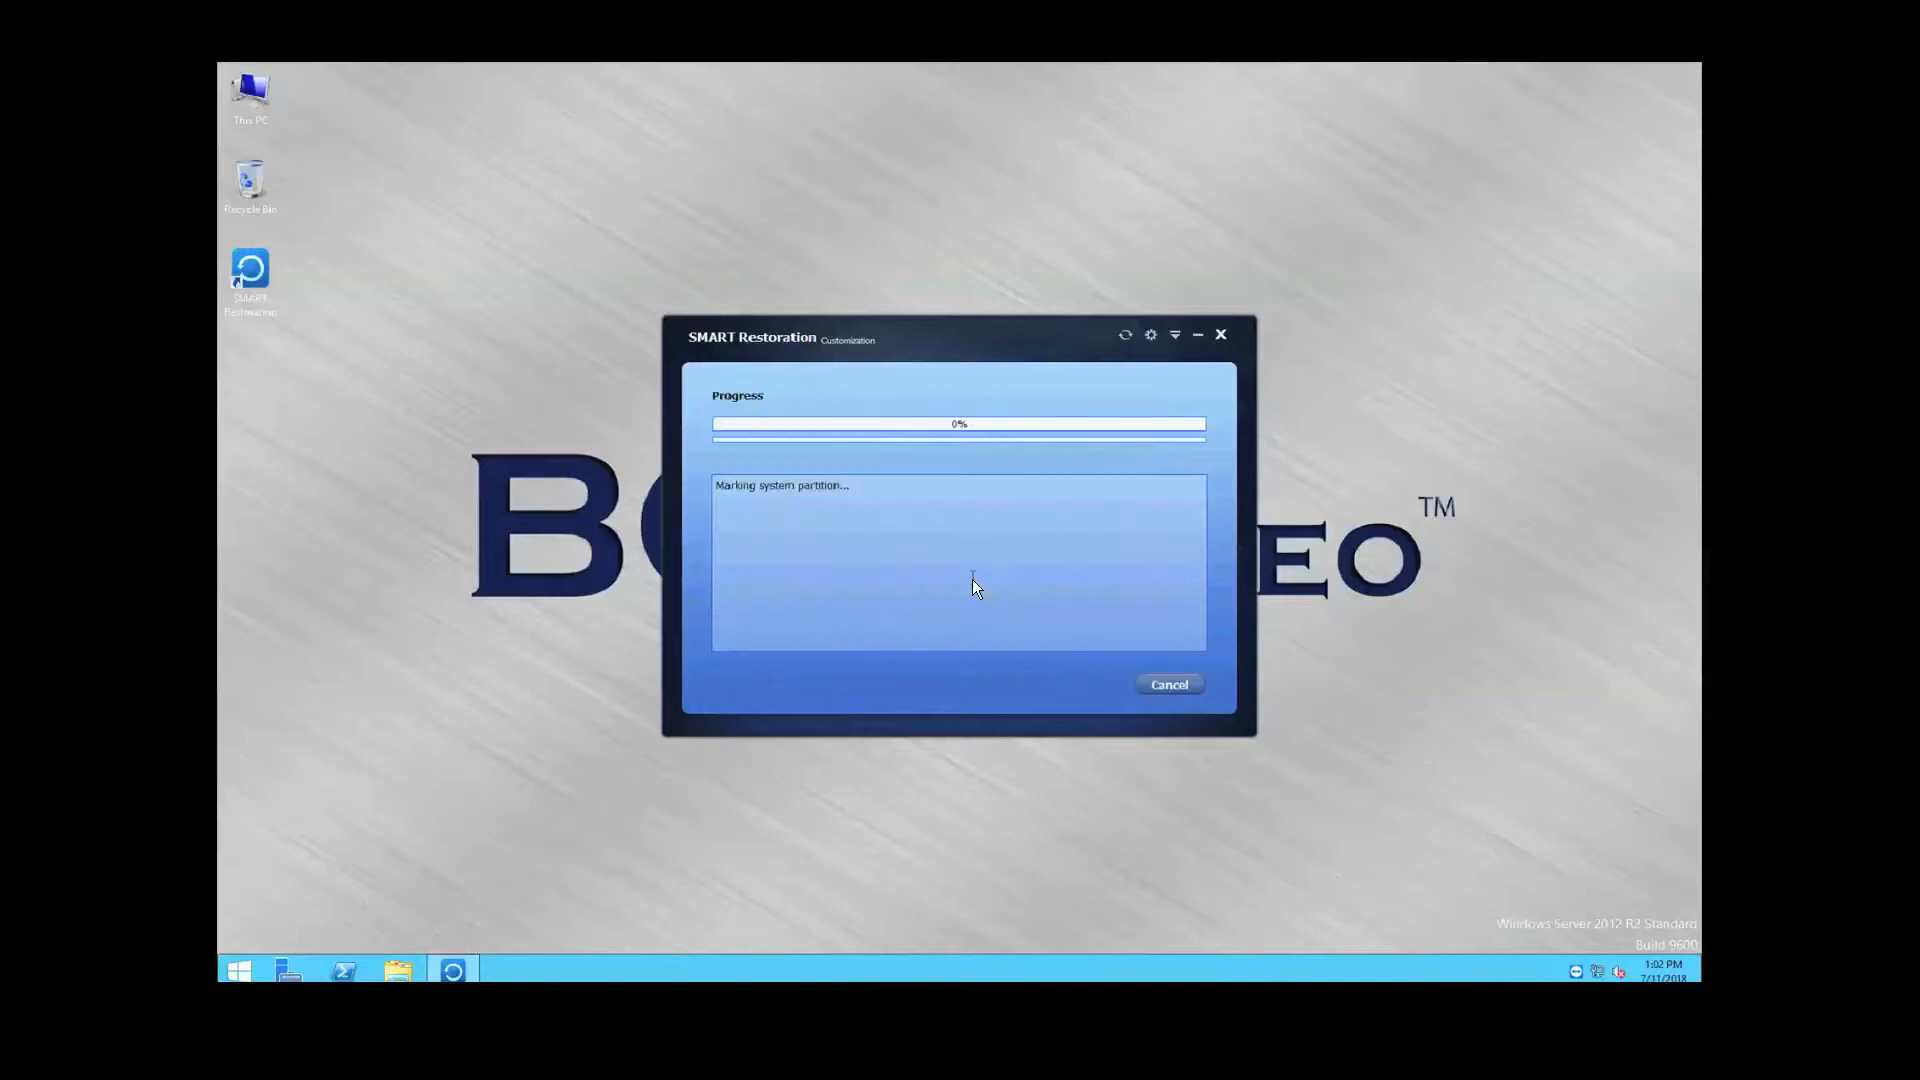 This PC
Recycle Bin
SMART
Restoration
SMART Restoration Customization
Progress
0%
Marking system partition...
Cancel
B
EO
TM
Windows Server 2012 R2 Standard
Build 9600
1:02 PM
7/11/2018